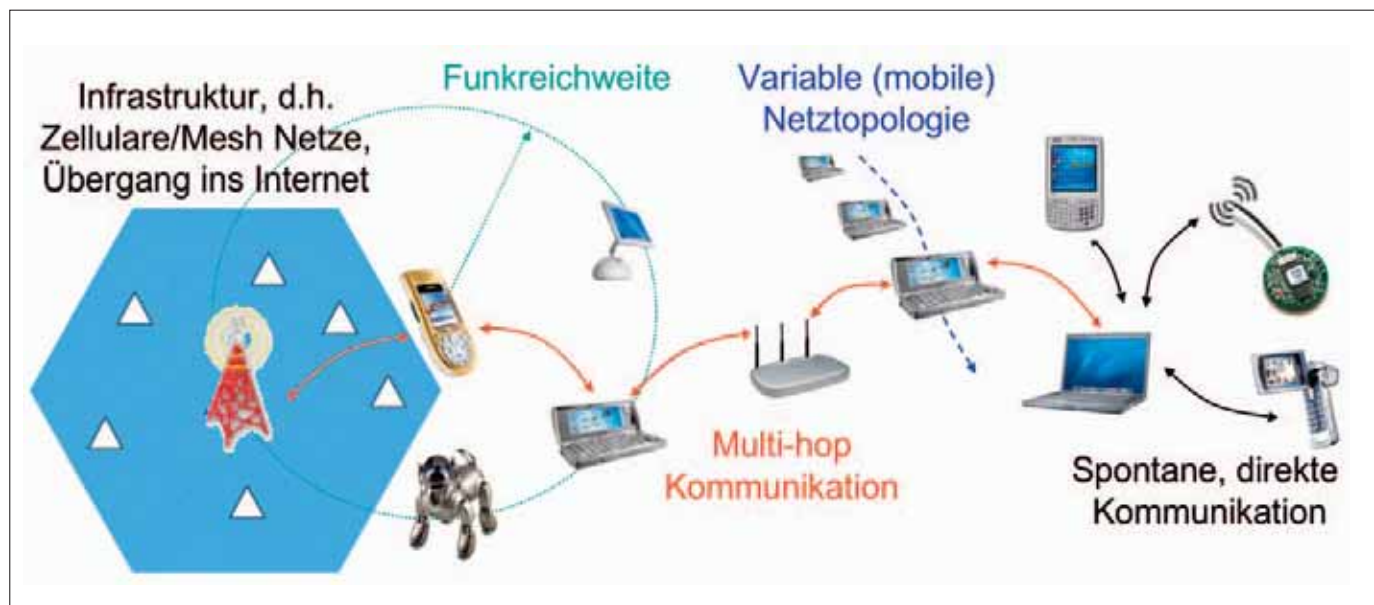 Infrastruktur, d.h.
Zellulare/Mesh Netze,
Übergang ins Internet
Funkreichweite
Variable (mobile)
Netztopologie
Multi-hop
Kommunikation
Spontane, direkte
Kommunikation